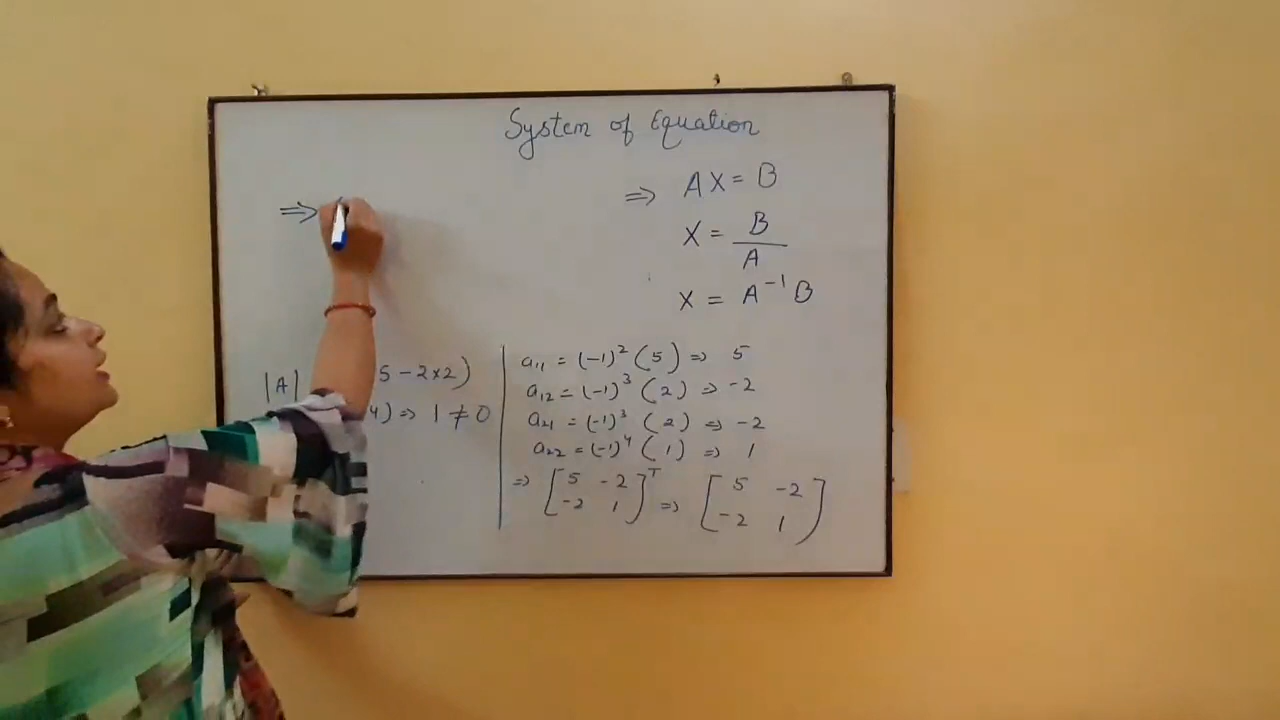 System of Equation
⇒ AX = B
X = B/A
X = A⁻¹ B
⇒
|A| 5 - 2×2)
4) ⇒ 1 ≠ 0
a₁₁ = (-1)² (5) ⇒ 5
a₁₂ = (-1)³ (2) ⇒ -2
a₂₁ = (-1)³ (2) ⇒ -2
a₂₂ = (-1)⁴ (1) ⇒ 1
⇒ [5 -2 ; -2 1]ᵀ ⇒ [5 -2 ; -2 1]